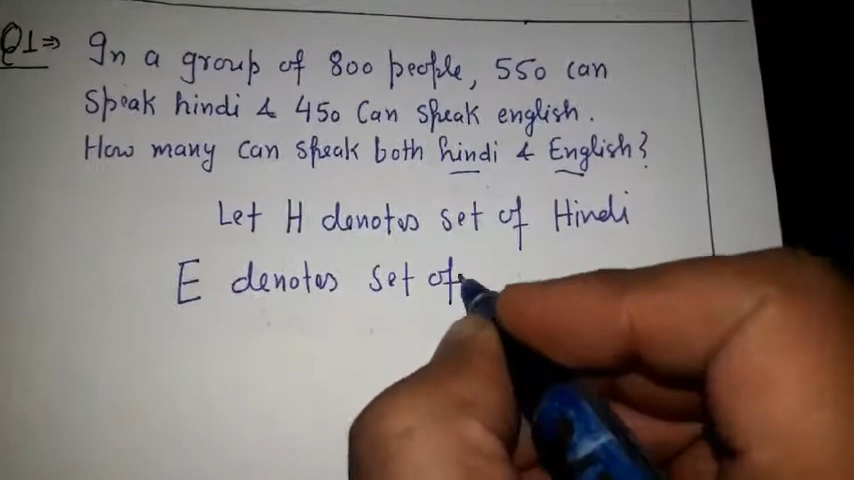 Q1⇒ In a group of 800 people, 550 can
speak hindi & 450 Can speak english.
How many can speak both hindi & English?
Let H denotes set of Hindi
E denotes set of